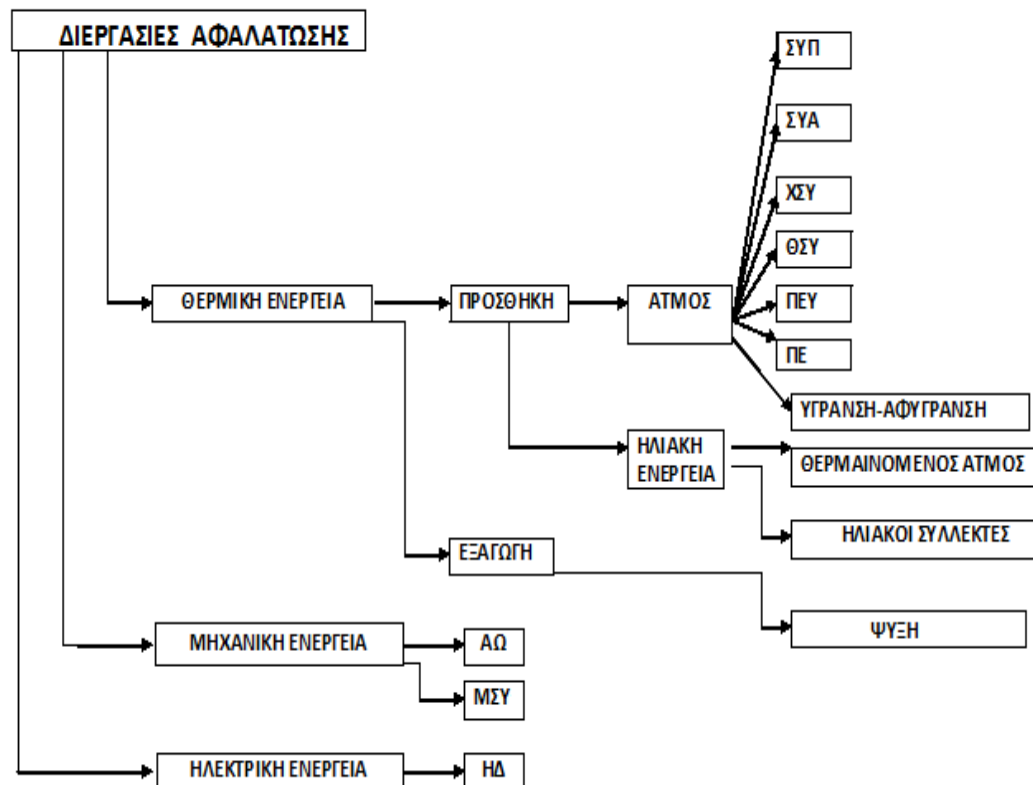 ΔΙΕΡΓΑΣΙΕΣ ΑΦΑΛΑΤΩΣΗΣ
ΣΥΠ
ΣΥΑ
ΧΣΥ
ΘΣΥ
ΘΕΡΜΙΚΗ ΕΝΕΡΓΕΙΑ
ΠΡΟΣΘΗΚΗ
ΑΤΜΟΣ
ΠΕΥ
ΠΕ
ΥΓΡΑΝΣΗ-ΑΦΥΓΡΑΝΣΗ
ΗΛΙΑΚΗ
ΕΝΕΡΓΕΙΑ
ΘΕΡΜΑΙΝΟΜΕΝΟΣ ΑΤΜΟΣ
ΗΛΙΑΚΟΙ ΣΥΛΛΕΚΤΕΣ
ΕΞΑΓΩΓΗ
ΨΥΞΗ
ΜΗΧΑΝΙΚΗ ΕΝΕΡΓΕΙΑ
ΑΩ
ΜΣΥ
ΗΛΕΚΤΡΙΚΗ ΕΝΕΡΓΕΙΑ
ΗΔ